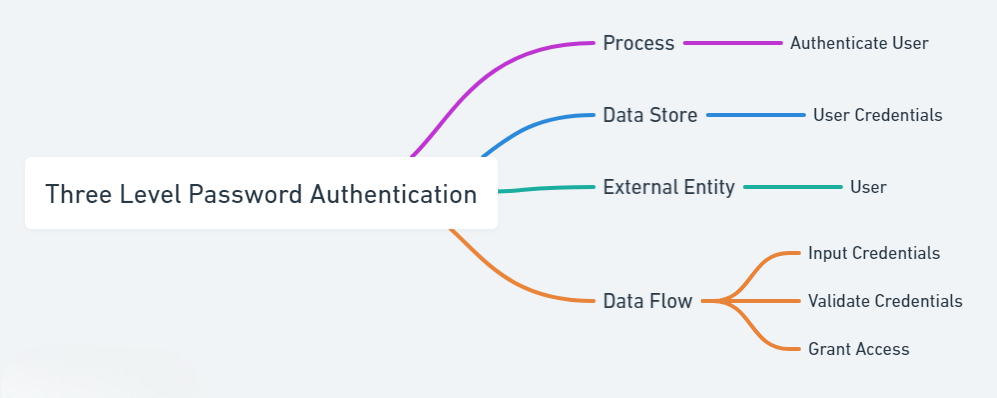 Three Level Password Authentication
Process
Authenticate User
Data Store
User Credentials
External Entity
User
Data Flow
Input Credentials
Validate Credentials
Grant Access